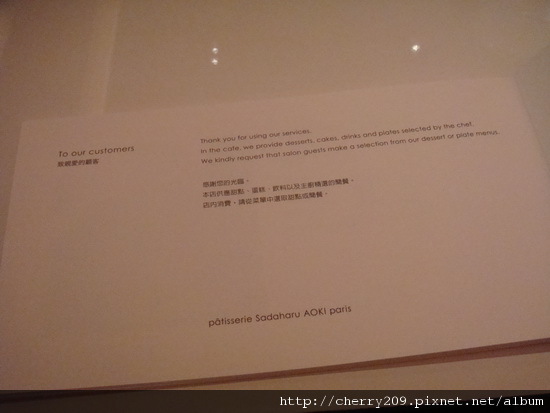 To our customers
致親愛的顧客
Thank you for using our services.
In the cafe, we provide desserts, cakes, drinks and plates selected by the chef.
We kindly request that salon guests make a selection from our dessert or plate menus.
感謝您的光臨。
本店供應甜點、蛋糕、飲料以及主廚精選的簡餐。
店內消費，請從菜單中選取甜點或簡餐。
pâtisserie Sadaharu AOKI paris
http://cherry209.pixnet.net/album